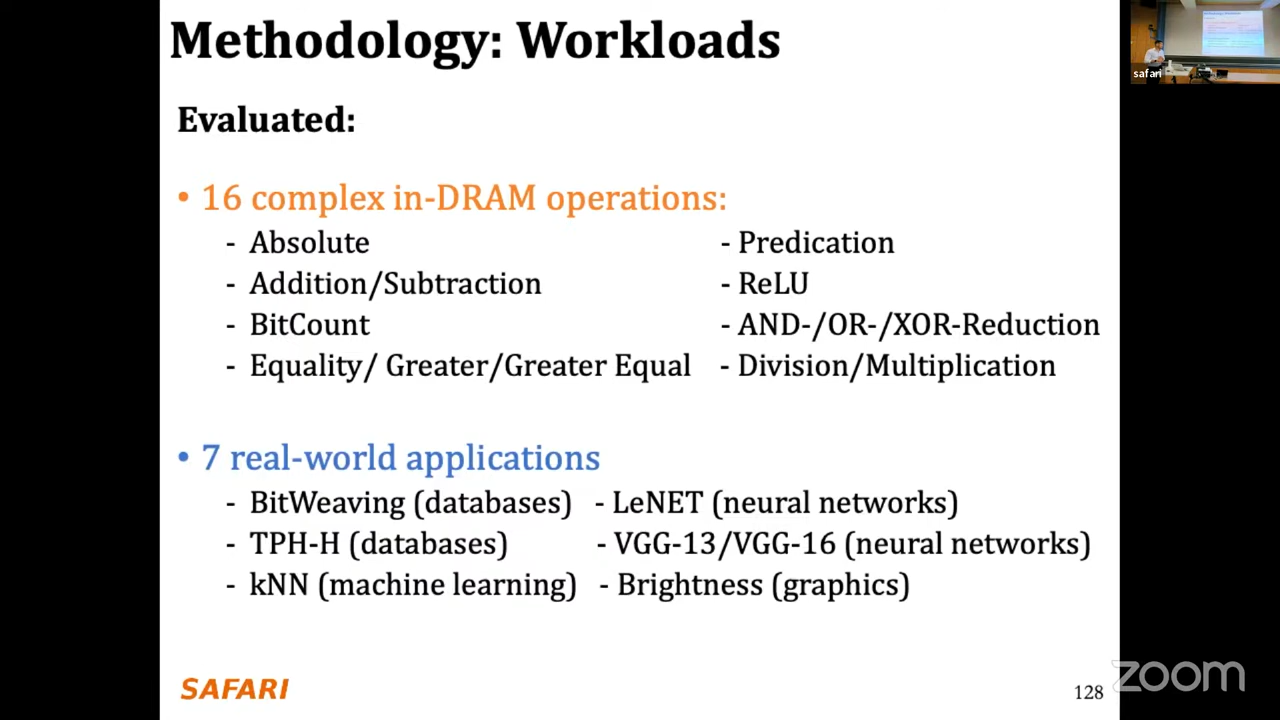 Methodology: Workloads
Evaluated:
• 16 complex in-DRAM operations:
- Absolute
- Addition/Subtraction
- BitCount
- Equality/ Greater/Greater Equal
- Predication
- ReLU
- AND-/OR-/XOR-Reduction
- Division/Multiplication
• 7 real-world applications
- BitWeaving (databases)
- TPH-H (databases)
- kNN (machine learning)
- LeNET (neural networks)
- VGG-13/VGG-16 (neural networks)
- Brightness (graphics)
SAFARI
128
zoom
safari